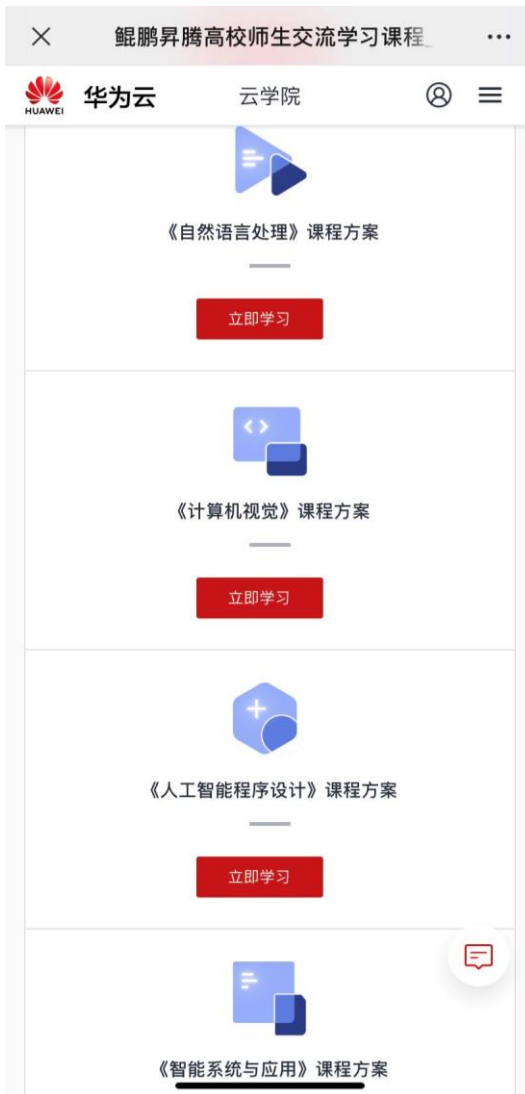 鲲鹏昇腾高校师生交流学习课程_
HUAWEI
华为云
云学院
《自然语言处理》课程方案
立即学习
《计算机视觉》课程方案
立即学习
《人工智能程序设计》课程方案
立即学习
《智能系统与应用》课程方案